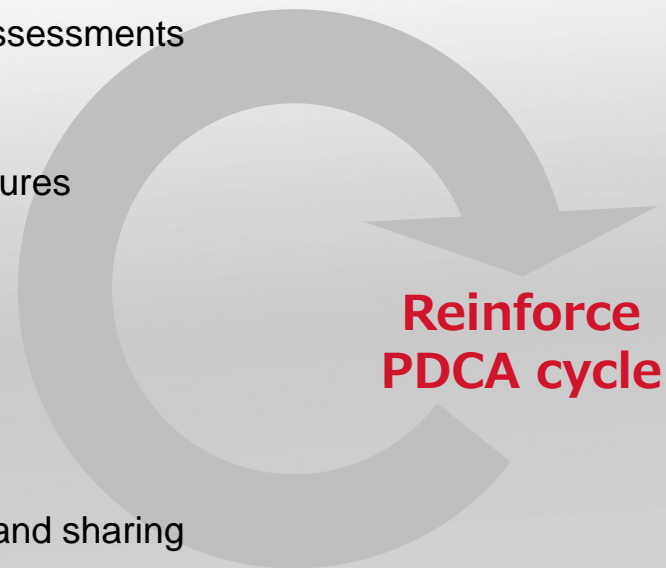 ssessments
ures
Reinforce
PDCA cycle
and sharing